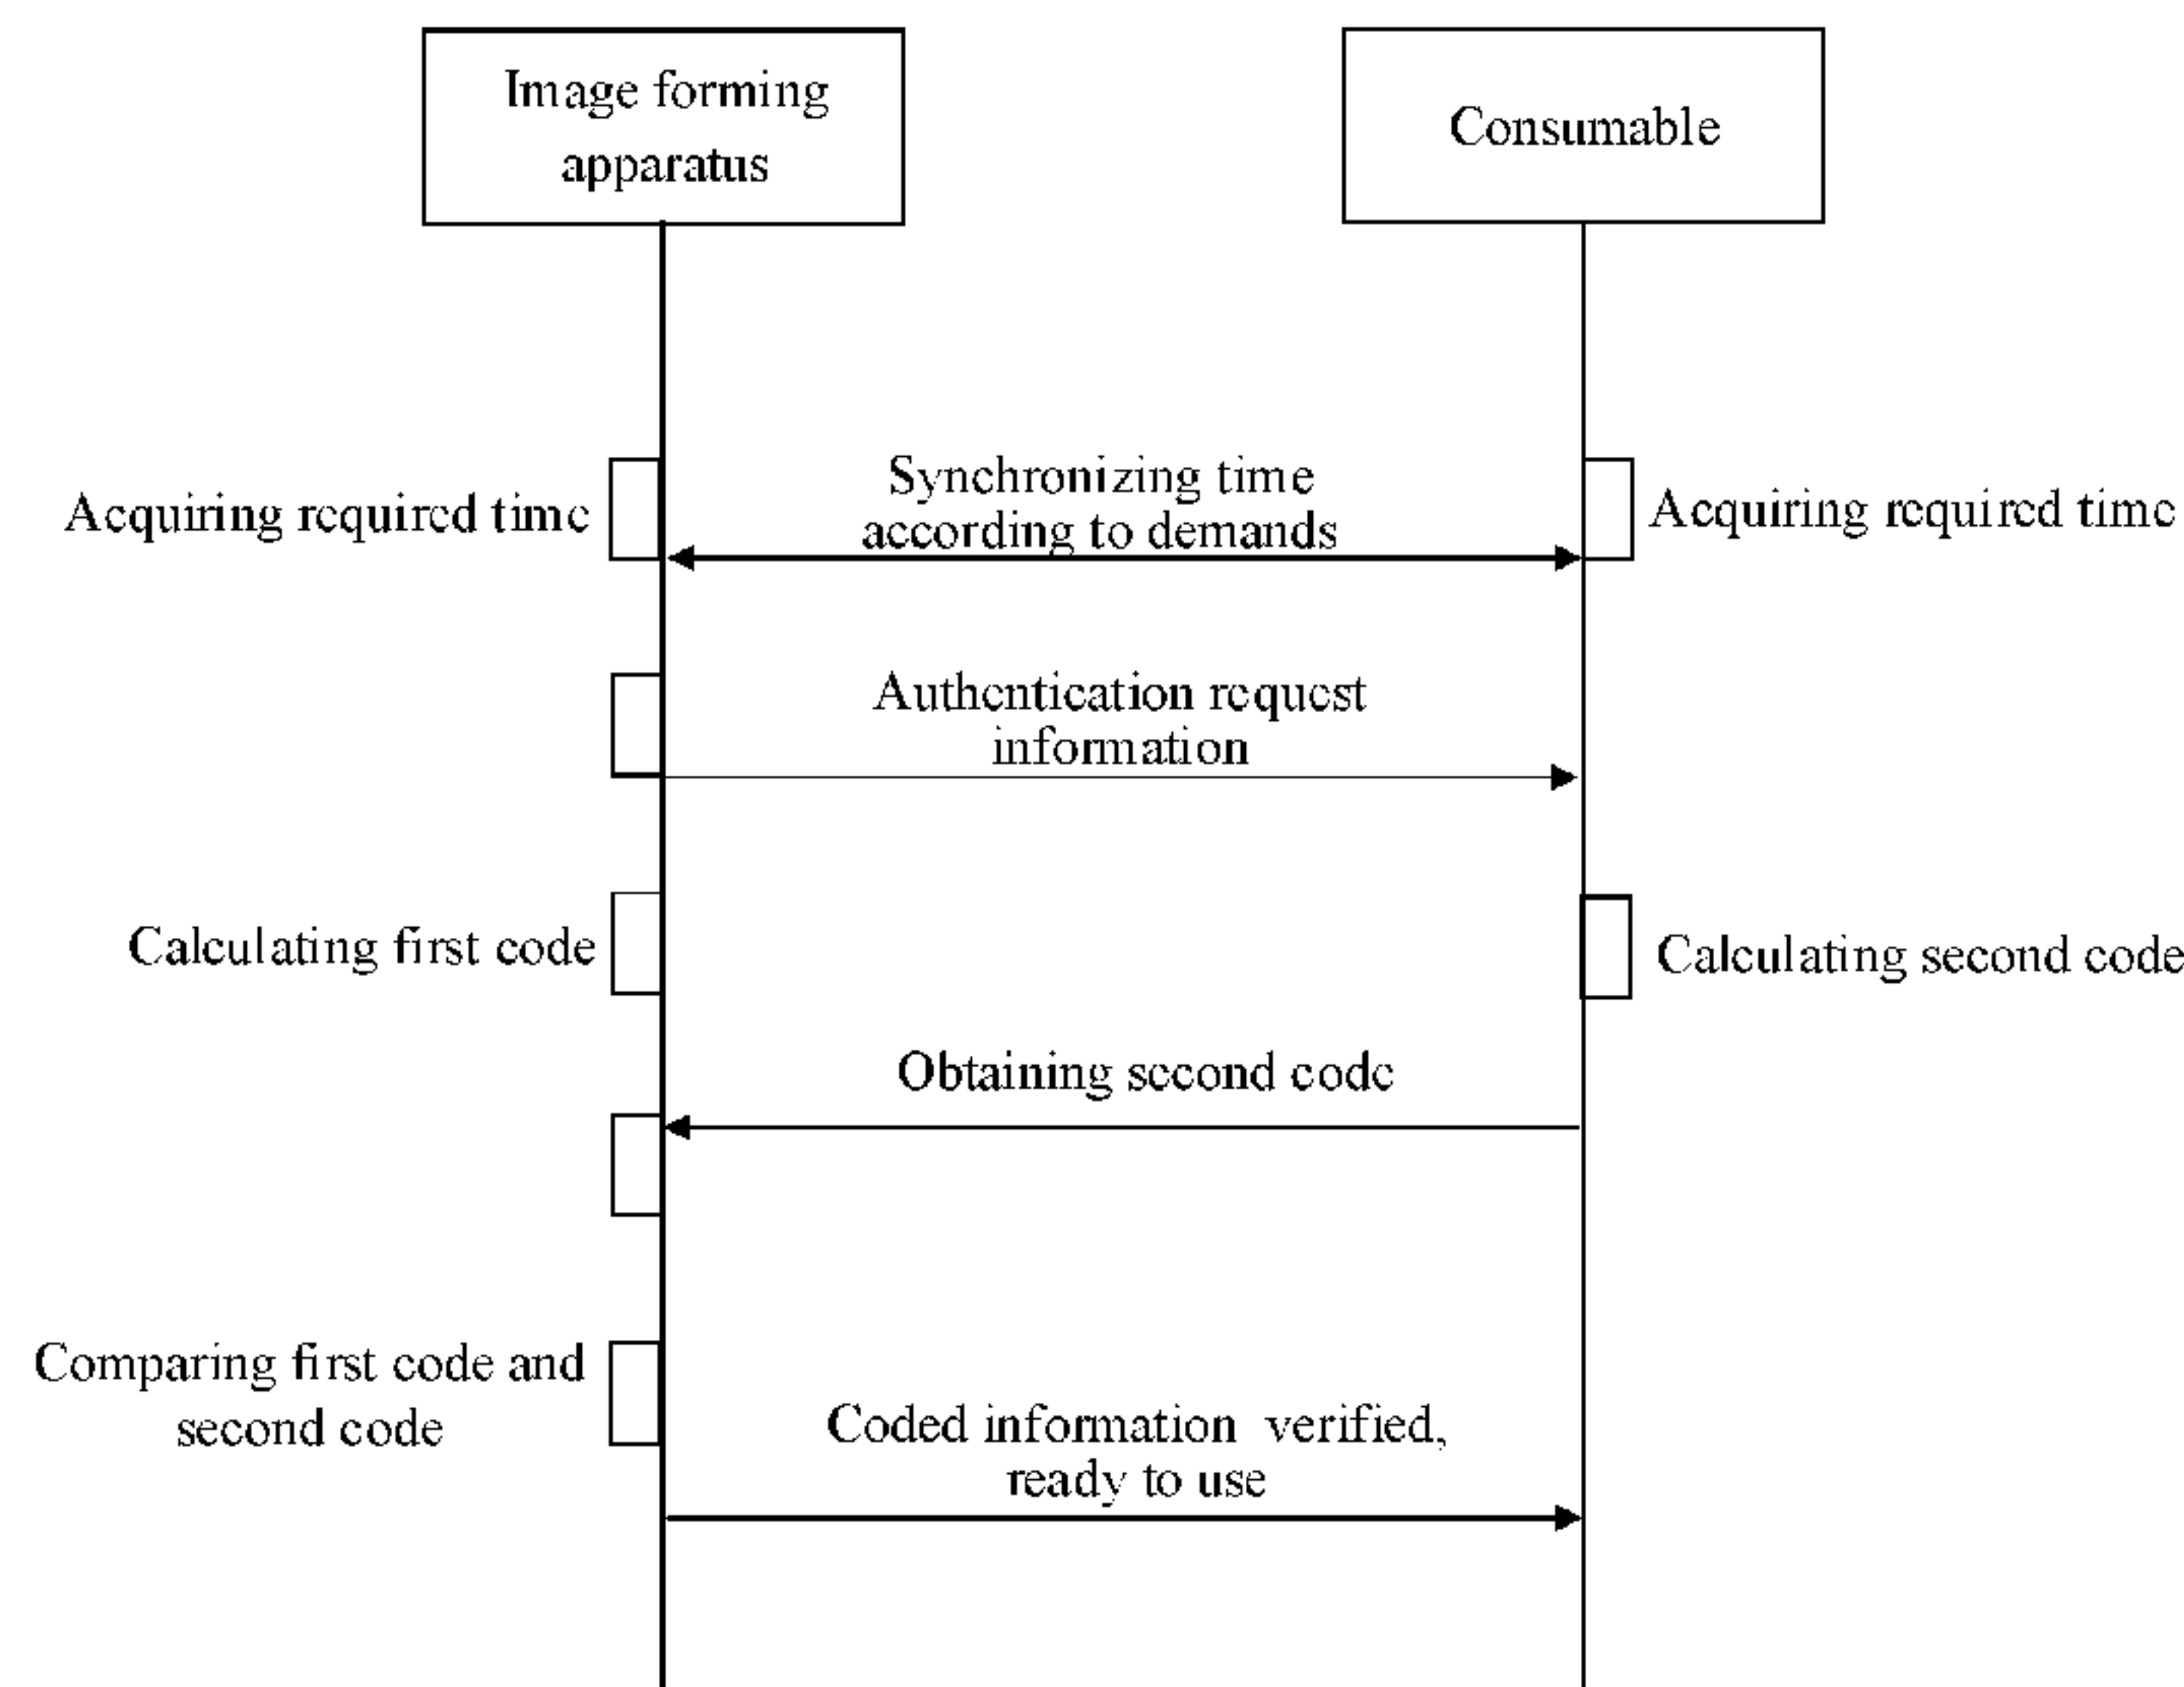 Image forming
apparatus
Consumable
Synchronizing time
according to demands
Acquiring required time
Acquiring required time
Authentication request
information
Calculating first code
Calculating second code
Obtaining second code
Comparing first code and
second code
Coded information verified,
ready to use